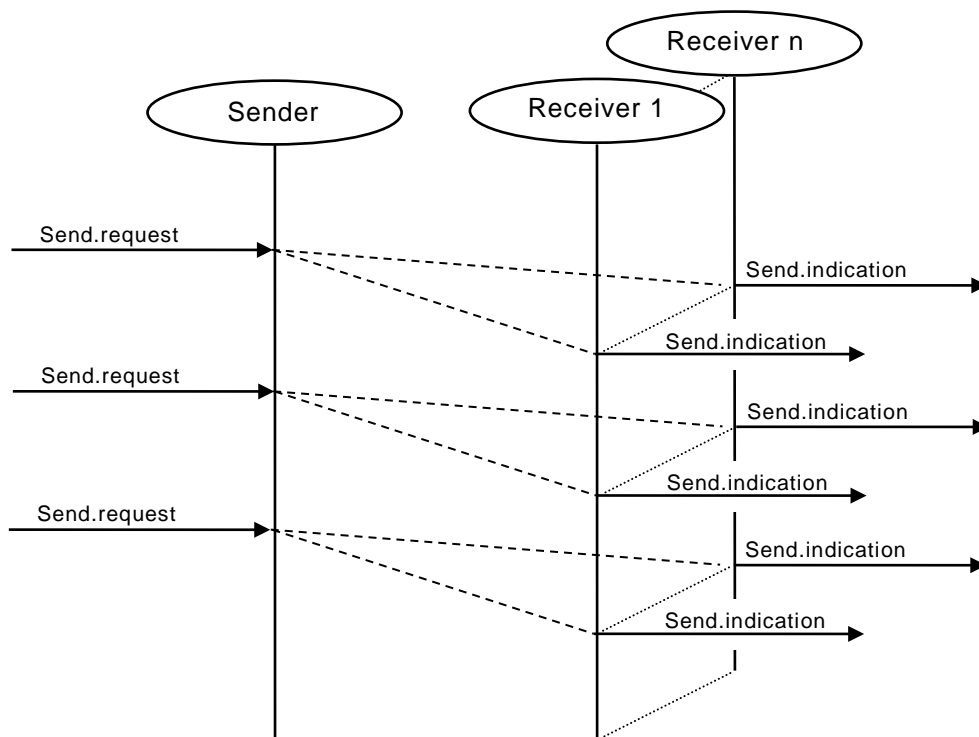 Receiver n
Sender
Receiver 1
Send.request
Send.indication
Send.indication
Send.request
Send.indication
Send.indication
Send.request
Send.indication
Send.indication